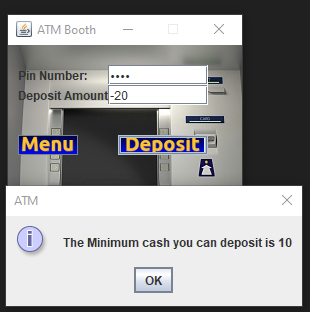 ATM Booth
Pin Number: ••••
Deposit Amount -20
Menu Deposit
ATM
The Minimum cash you can deposit is 10
OK